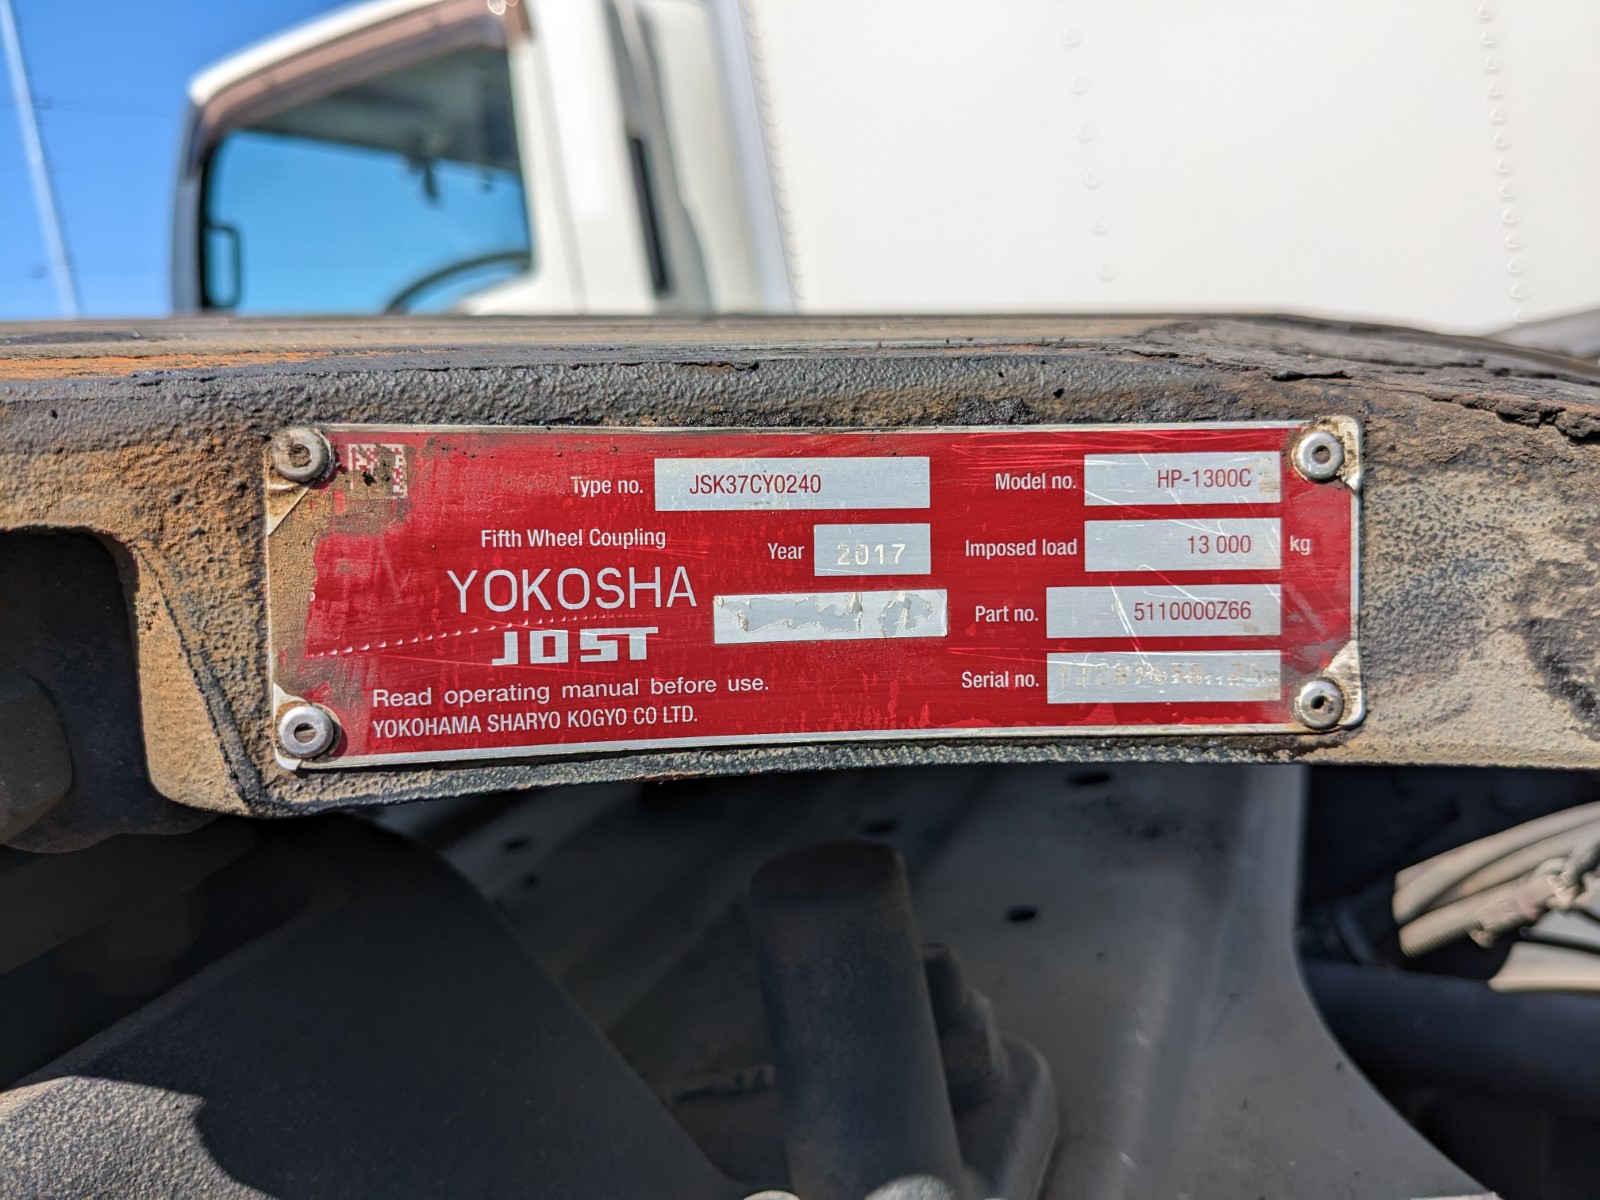 Type no. JSK37CY0240
Fifth Wheel Coupling
Year 2017
YOKOSHA
JOST
Read operating manual before use.
YOKOHAMA SHARYO KOGYO CO LTD.
Model no. HP-1300C
Imposed load 13 000 kg
Part no. 5110000Z66
Serial no.